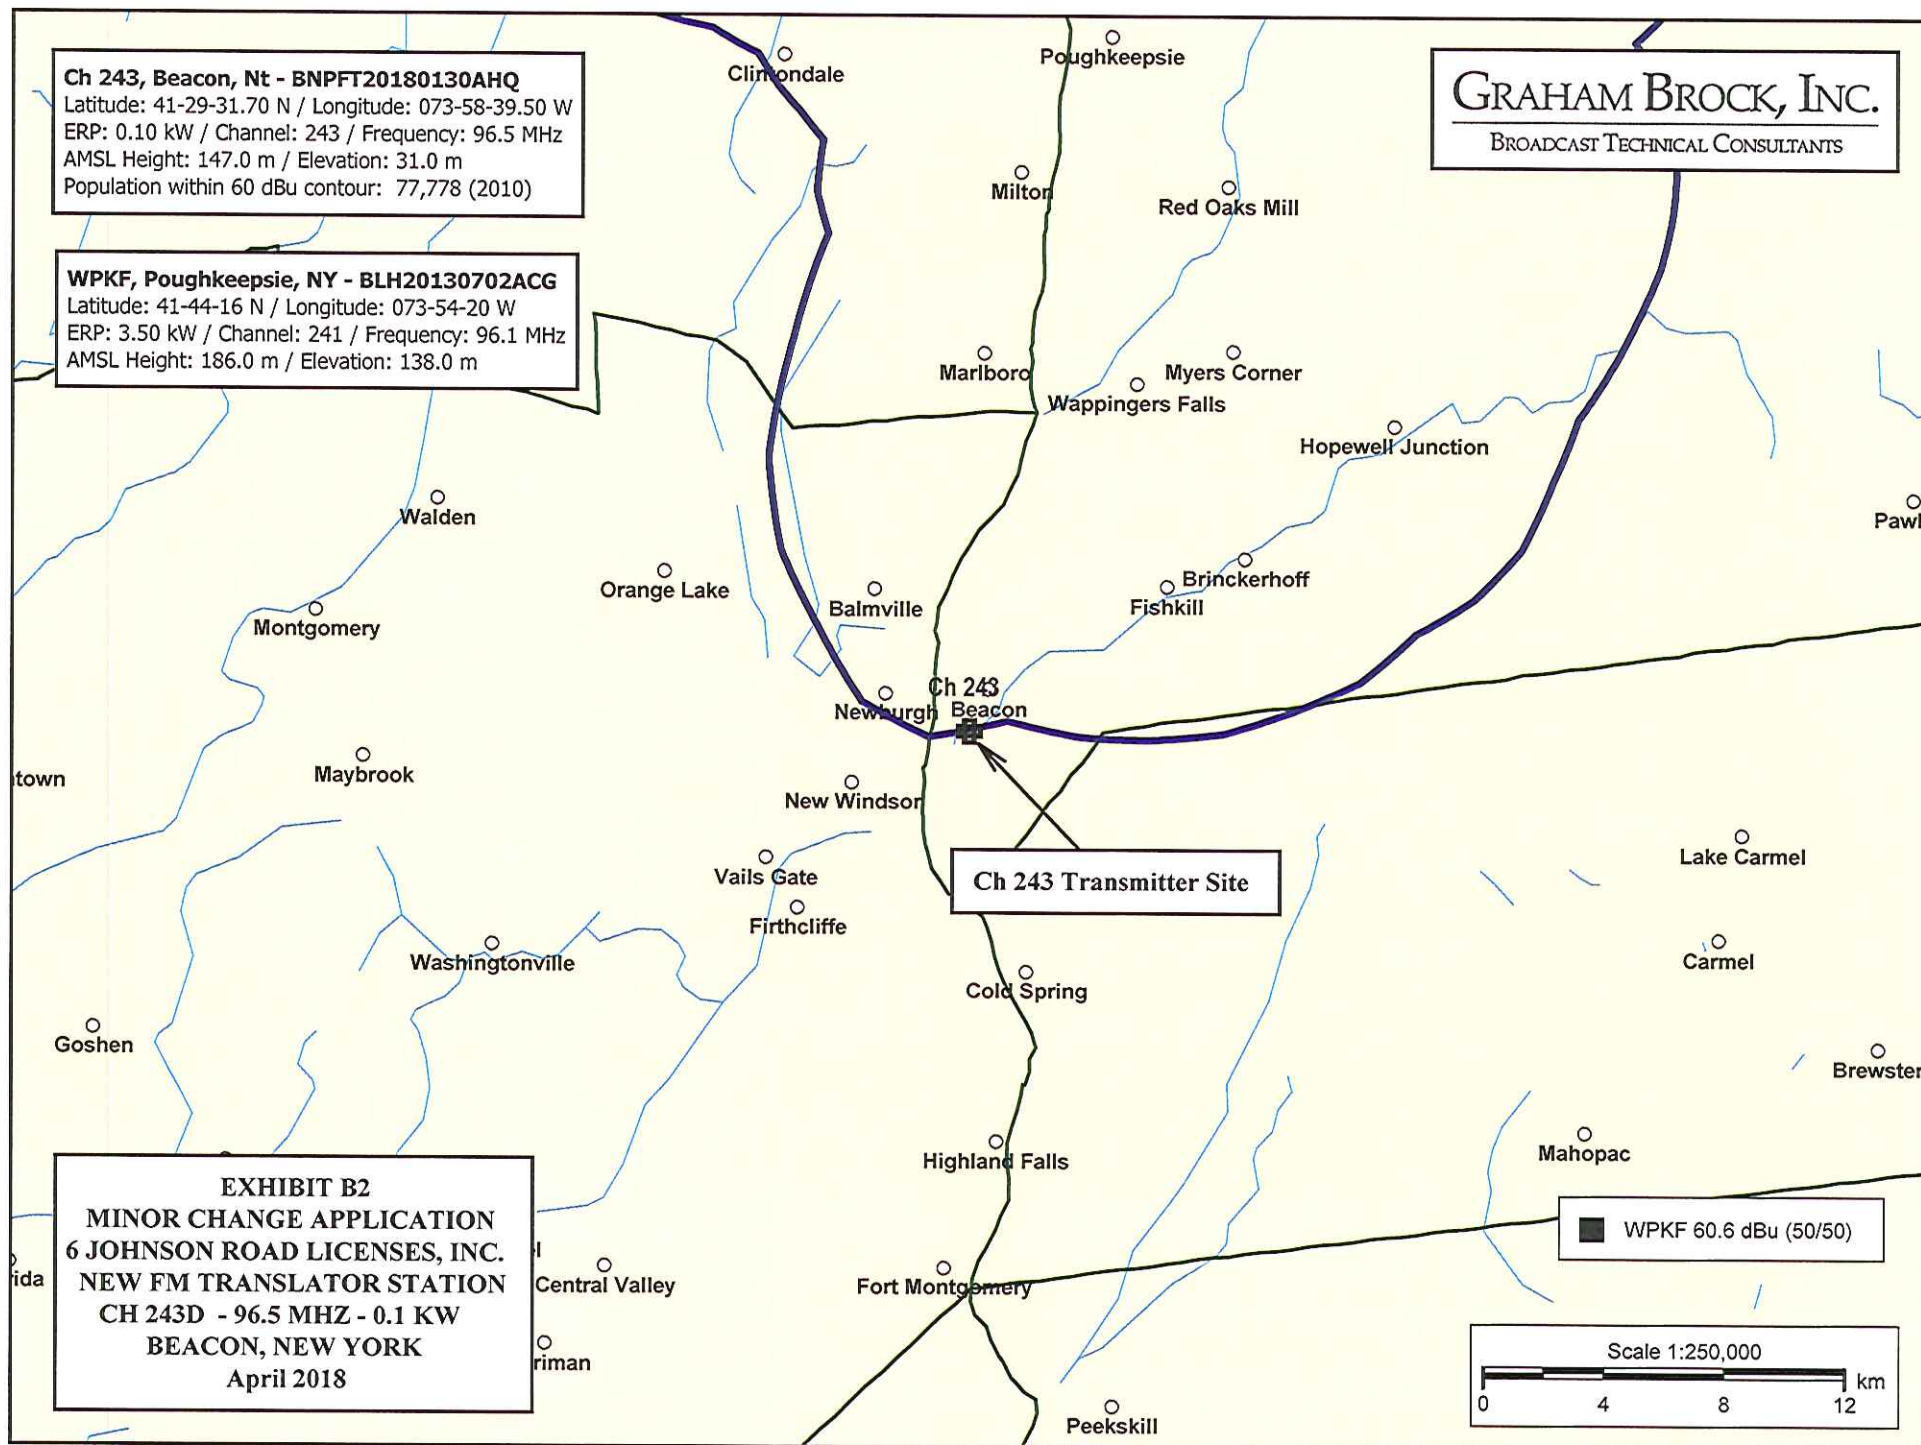 Ch 243, Beacon, Nt - BNPFT20180130AHQ
Latitude: 41-29-31.70 N / Longitude: 073-58-39.50 W
ERP: 0.10 kW / Channel: 243 / Frequency: 96.5 MHz
AMSL Height: 147.0 m / Elevation: 31.0 m
Population within 60 dBu contour: 77,778 (2010)
WPKF, Poughkeepsie, NY - BLH20130702ACG
Latitude: 41-44-16 N / Longitude: 073-54-20 W
ERP: 3.50 kW / Channel: 241 / Frequency: 96.1 MHz
AMSL Height: 186.0 m / Elevation: 138.0 m
GRAHAM BROCK, INC.
BROADCAST TECHNICAL CONSULTANTS
Clintondale
Poughkeepsie
Milton
Red Oaks Mill
Marlboro
Myers Corner
Wappingers Falls
Hopewell Junction
Walden
Pawl
Orange Lake
Balmville
Brinckerhoff
Fishkill
Montgomery
Ch 243
Newburgh
Beacon
Maybrook
town
New Windsor
Ch 243 Transmitter Site
Lake Carmel
Vails Gate
Firthcliffe
Washingtonville
Carmel
Cold Spring
Goshen
Brewster
Highland Falls
Mahopac
EXHIBIT B2
MINOR CHANGE APPLICATION
6 JOHNSON ROAD LICENSES, INC.
NEW FM TRANSLATOR STATION
CH 243D - 96.5 MHZ - 0.1 KW
BEACON, NEW YORK
April 2018
WPKF 60.6 dBu (50/50)
rida
Central Valley
Fort Montgomery
riman
Peekskill
Scale 1:250,000
km
0 4 8 12